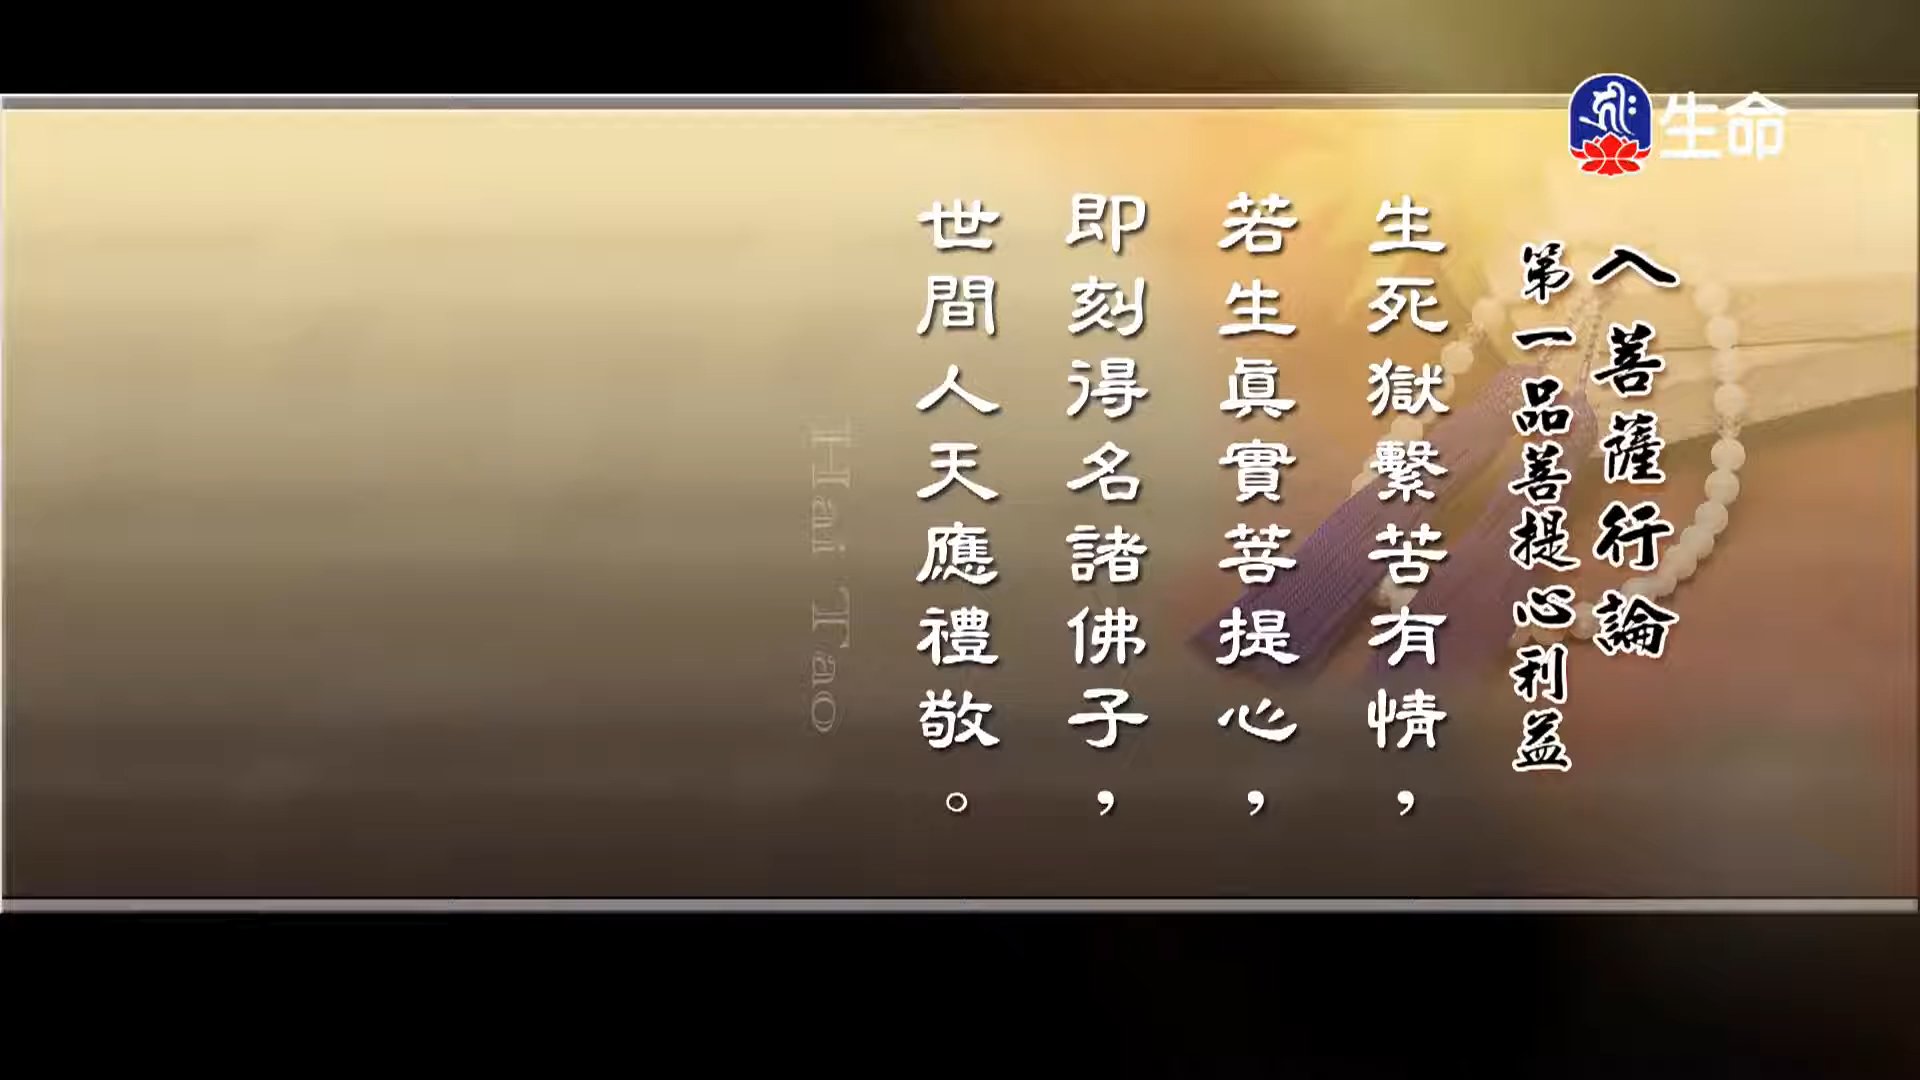 生命
入菩薩行論
第一品菩提心利益
生死獄繫苦有情，
若生眞實菩提心，
即刻得名諸佛子，
世間人天應禮敬。
Hai Tao